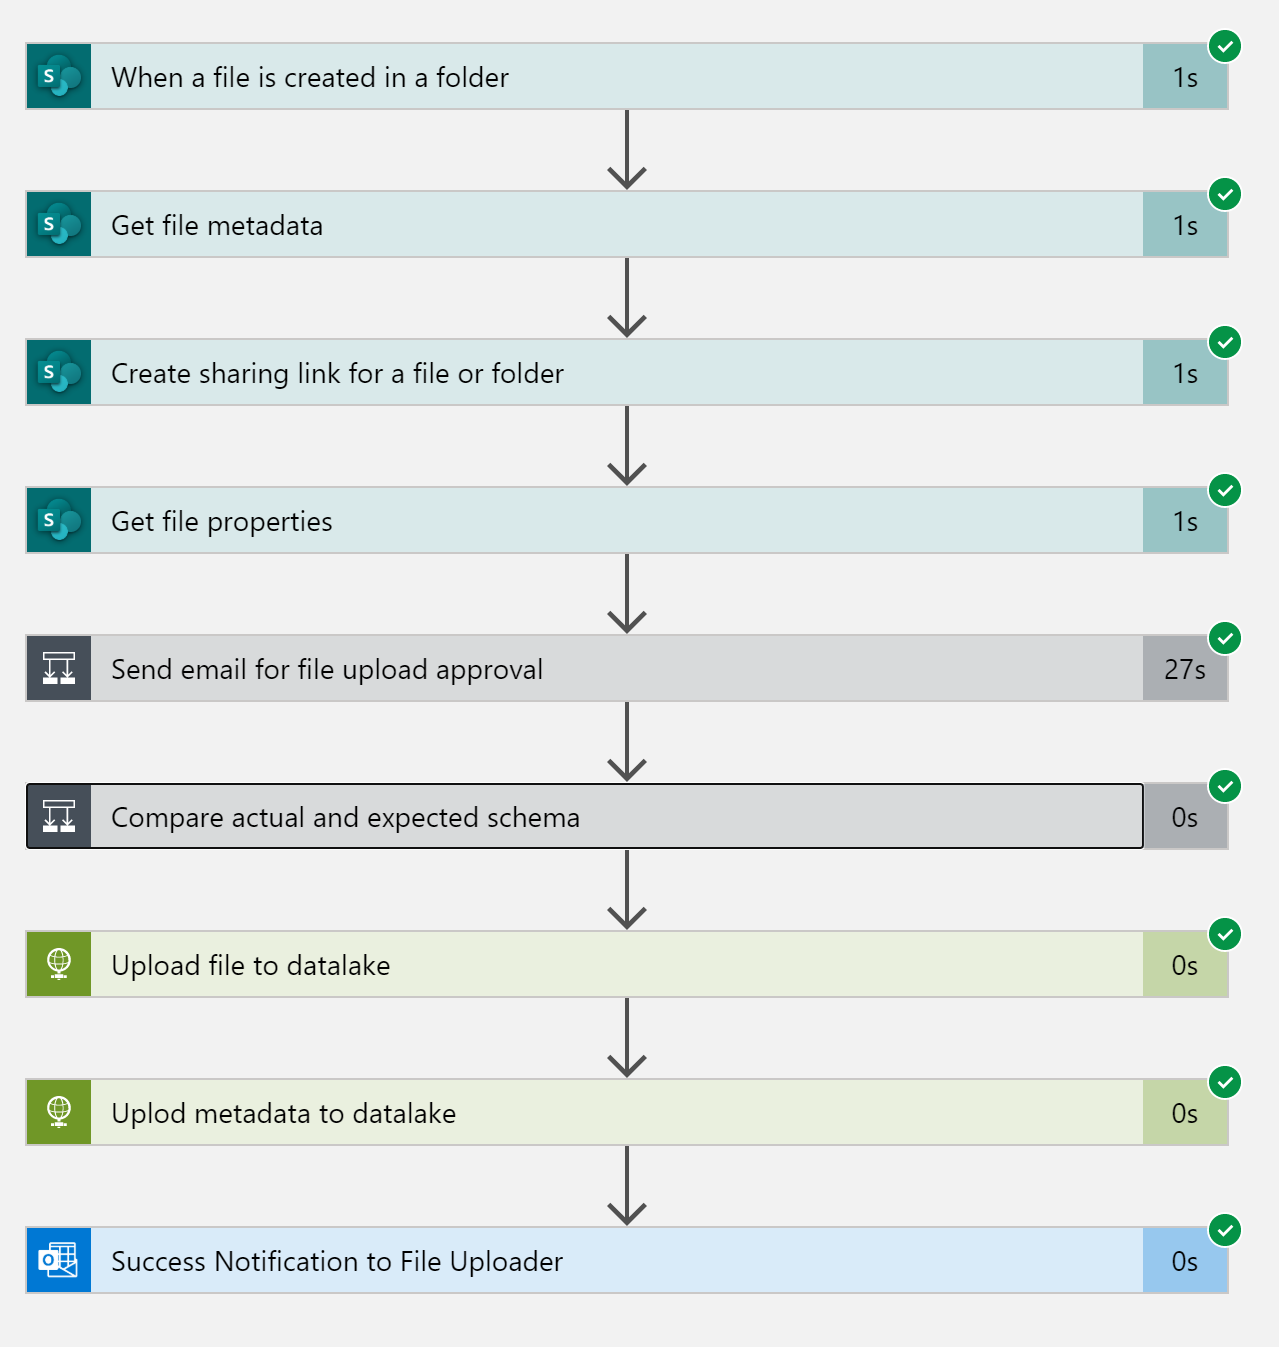 When a file is created in a folder 1s
Get file metadata 1s
Create sharing link for a file or folder 1s
Get file properties 1s
Send email for file upload approval 27s
Compare actual and expected schema 0s
Upload file to datalake 0s
Uplod metadata to datalake 0s
Success Notification to File Uploader 0s